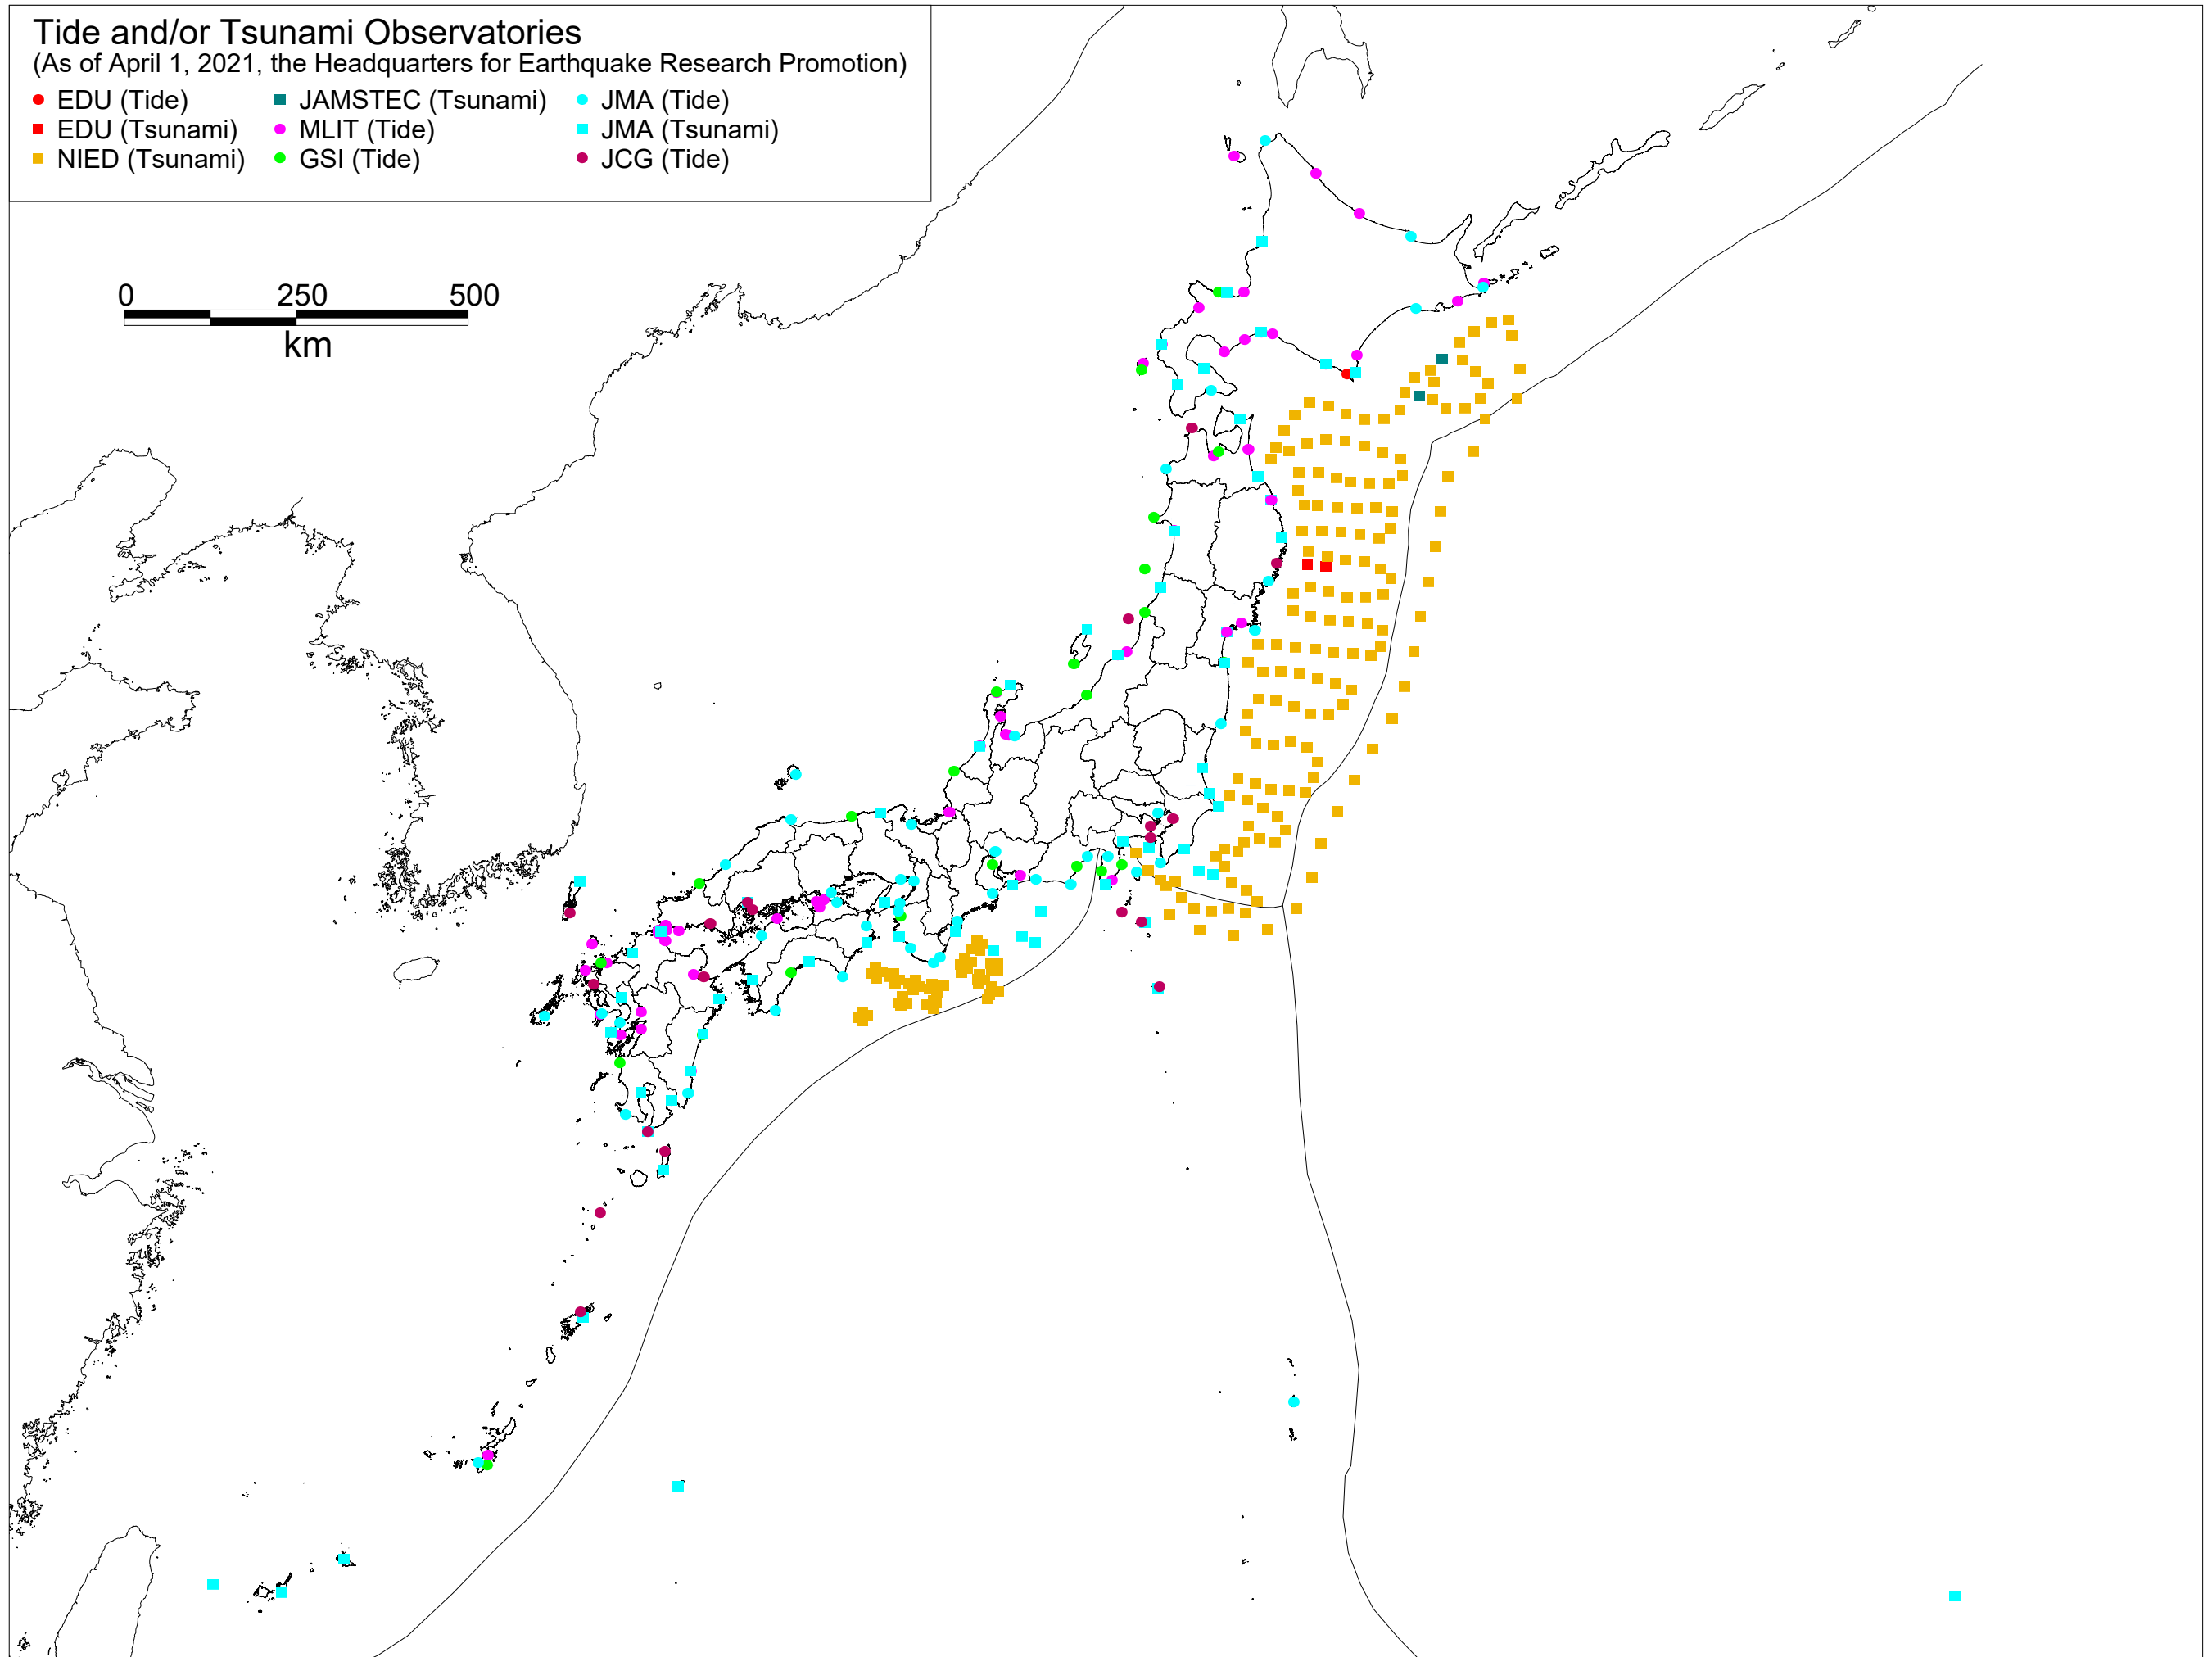 Tide and/or Tsunami Observatories
(As of April 1, 2021, the Headquarters for Earthquake Research Promotion)
EDU (Tide) JAMSTEC (Tsunami) JMA (Tide)
EDU (Tsunami) MLIT (Tide) JMA (Tsunami)
NIED (Tsunami) GSI (Tide) JCG (Tide)
0 250 500
km